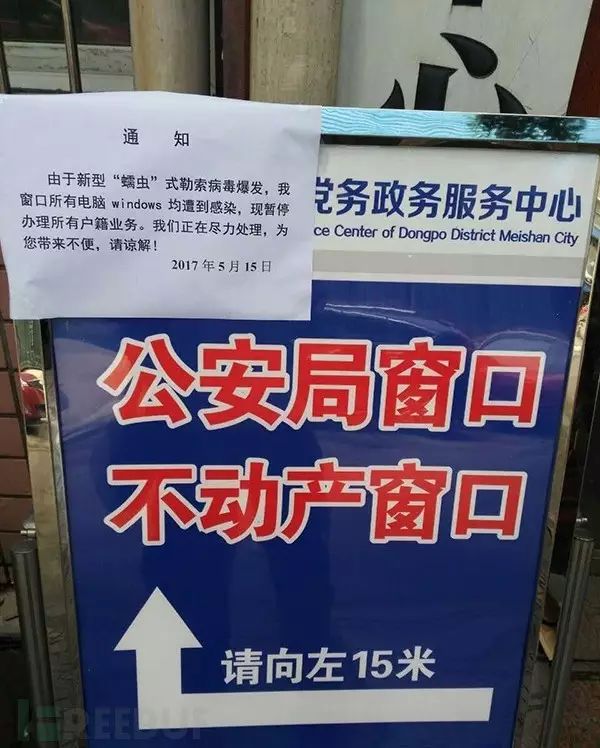 心
通 知
由于新型“蠕虫”式勒索病毒爆发，我
窗口所有电脑 windows 均遭到感染，现暂停
办理所有户籍业务。我们正在尽力处理，为
您带来不便，请谅解！
2017 年 5 月 15 日
党务政务服务中心
ce Center of Dongpo District Meishan City
公安局窗口
不动产窗口
请向左15米
REEBUF